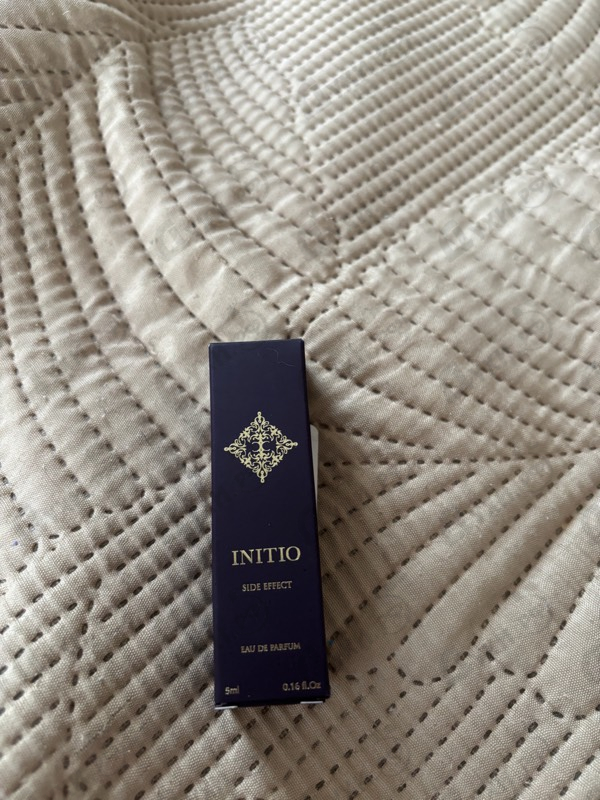 INITIO
SIDE EFFECT
EAU DE PARFUM
5ml 0.16 fl.Oz